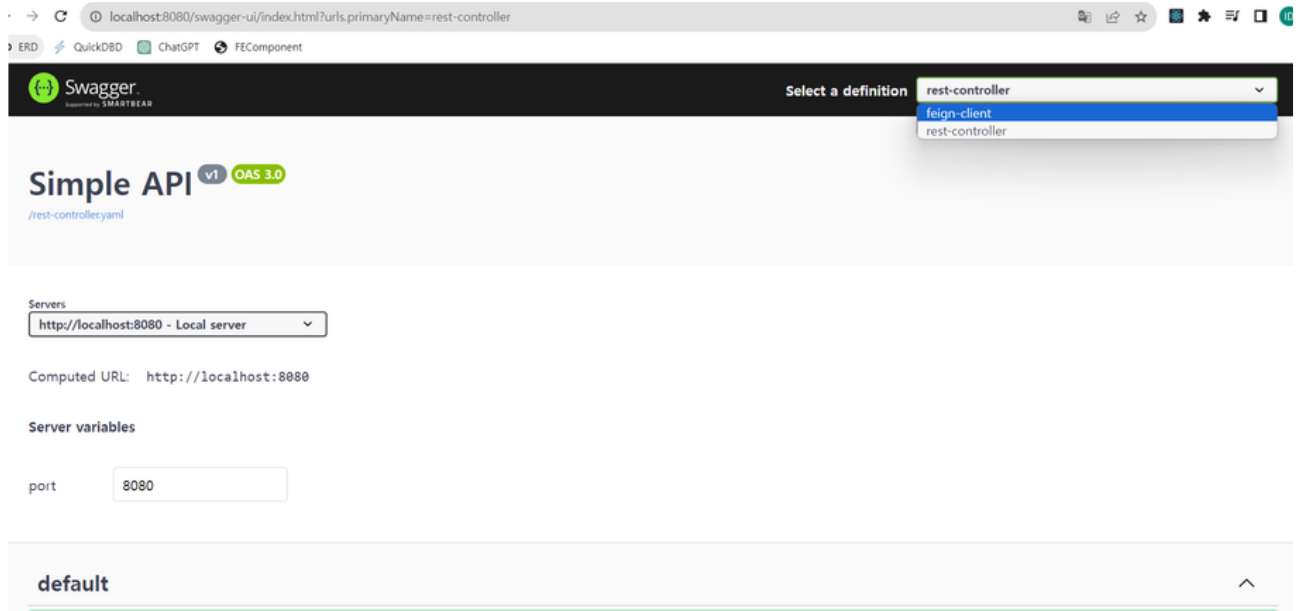 localhost:8080/swagger-ui/index.html?urls.primaryName=rest-controller
ERD QuickDBD ChatGPT FEComponent
Swagger.
Supported by SMARTBEAR
Select a definition rest-controller
feign-client
rest-controller
Simple API v1 OAS 3.0
/rest-controller.yaml
Servers
http://localhost:8080 - Local server
Computed URL: http://localhost:8080
Server variables
port 8080
default